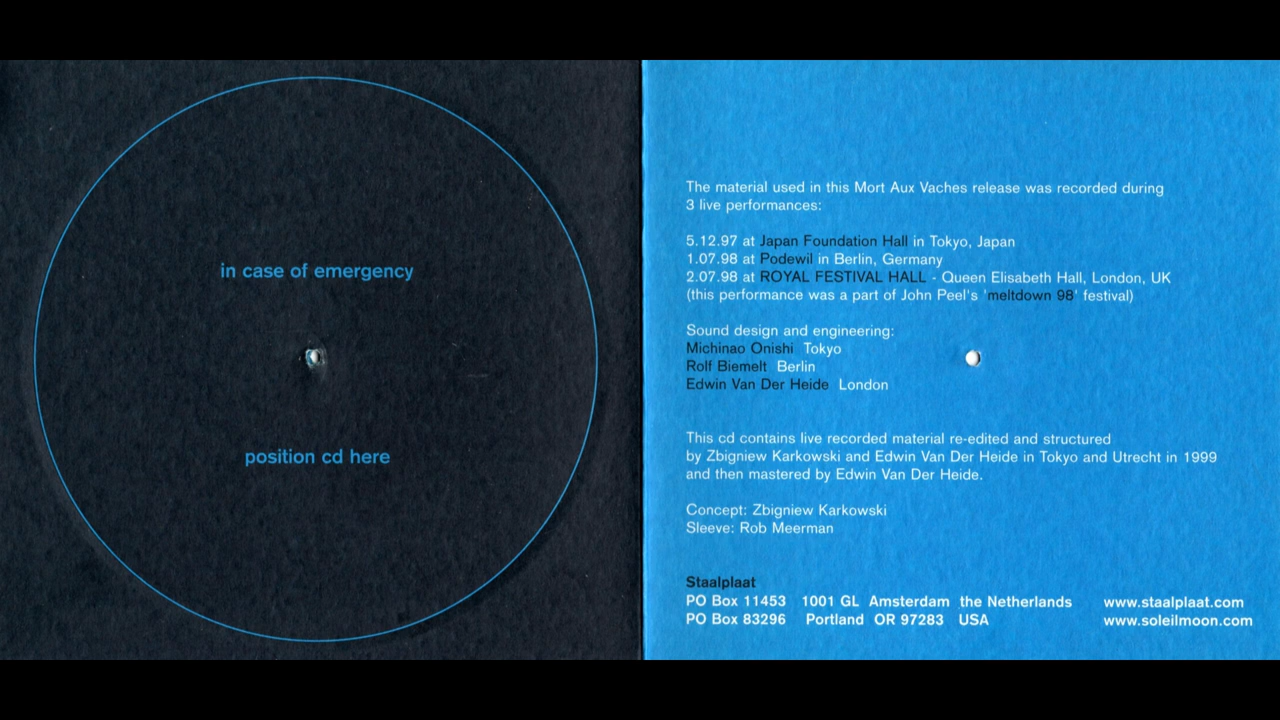 in case of emergency
position cd here
The material used in this Mort Aux Vaches release was recorded during
3 live performances:
5.12.97 at Japan Foundation Hall in Tokyo, Japan
1.07.98 at Podewil in Berlin, Germany
2.07.98 at ROYAL FESTIVAL HALL - Queen Elisabeth Hall, London, UK
(this performance was a part of John Peel's 'meltdown 98' festival)
Sound design and engineering:
Michinao Onishi Tokyo
Rolf Biemelt Berlin
Edwin Van Der Heide London
This cd contains live recorded material re-edited and structured
by Zbigniew Karkowski and Edwin Van Der Heide in Tokyo and Utrecht in 1999
and then mastered by Edwin Van Der Heide.
Concept: Zbigniew Karkowski
Sleeve: Rob Meerman
Staalplaat
PO Box 11453 1001 GL Amsterdam the Netherlands www.staalplaat.com
PO Box 83296 Portland OR 97283 USA www.soleilmoon.com